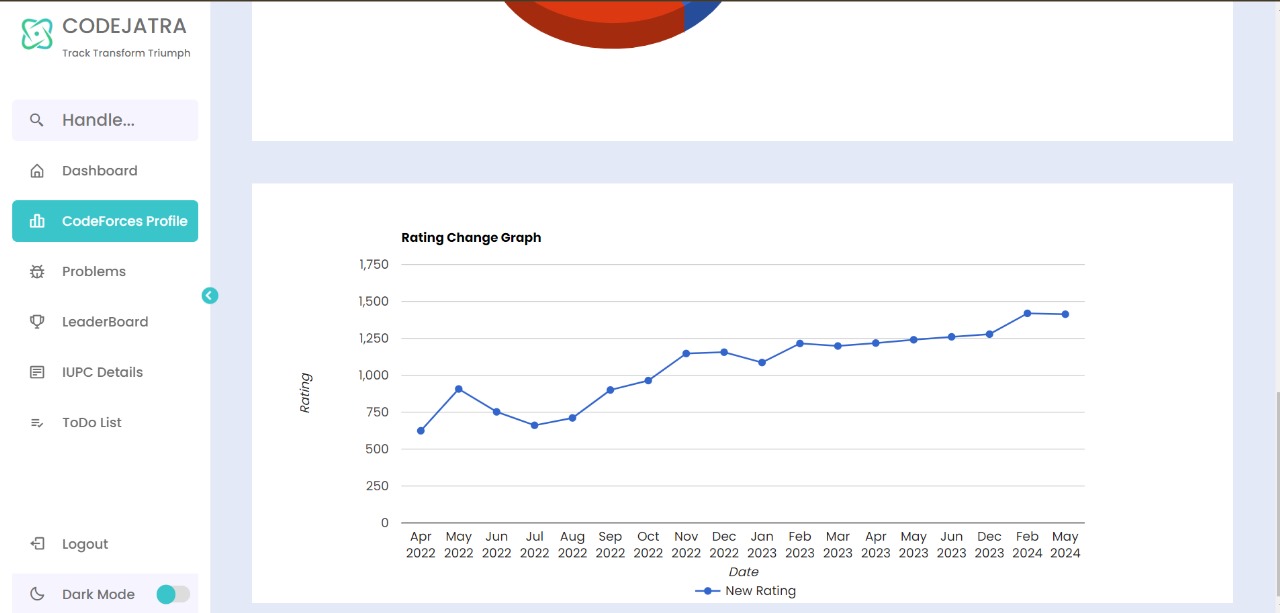 CODEJATRA
Track Transform Triumph
Handle...
Dashboard
CodeForces Profile
Problems
LeaderBoard
IUPC Details
ToDo List
Logout
Dark Mode
Rating Change Graph
1,750
1,500
1,250
1,000
750
500
250
0
Rating
Apr May Jun Jul Aug Sep Oct Nov Dec Jan Feb Mar Apr May Jun Dec Feb May
2022 2022 2022 2022 2022 2022 2022 2022 2022 2023 2023 2023 2023 2023 2023 2023 2024 2024
Date
New Rating